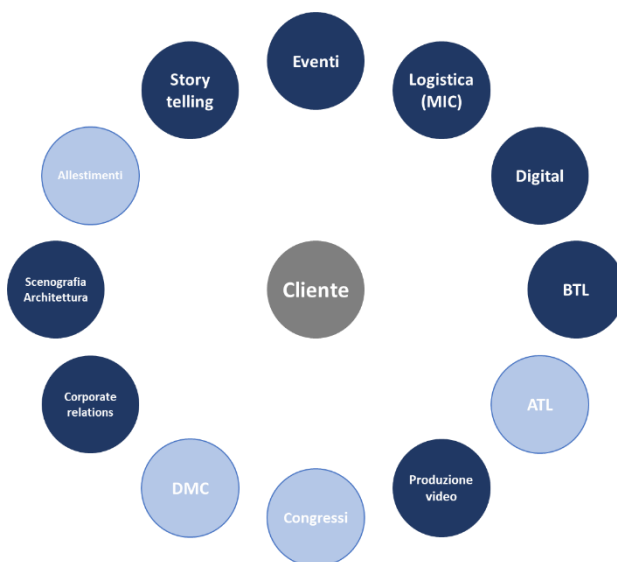 Eventi
Story
telling
Logistica
(MIC)
Allestimenti
Digital
Scenografia
Architettura
Cliente
BTL
Corporate
relations
ATL
DMC
Produzione
video
Congressi